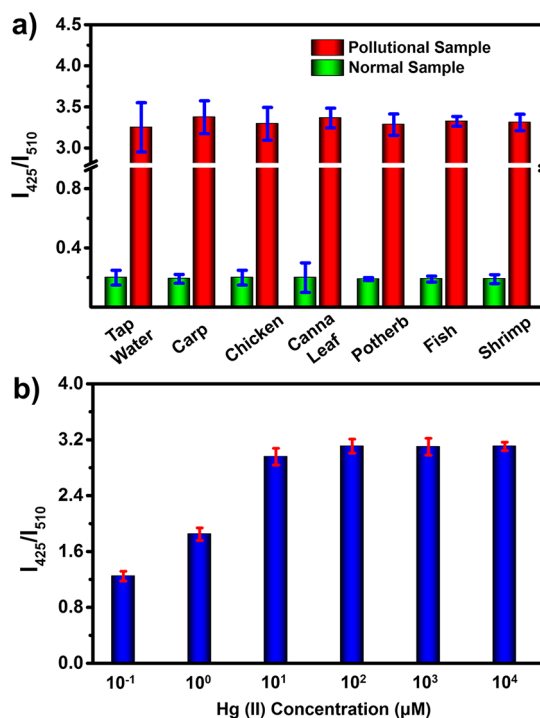 a)
I₄₂₅/I₅₁₀
4.5
4.0
3.5
3.0
0.8
0.4
Pollutional Sample
Normal Sample
Tap
Water
Carp
Chicken
Canna
Leaf
Potherb
Fish
Shrimp
b)
I₄₂₅/I₅₁₀
4.0
3.2
2.4
1.6
0.8
0.0
10⁻¹
10⁰
10¹
10²
10³
10⁴
Hg (II) Concentration (μM)